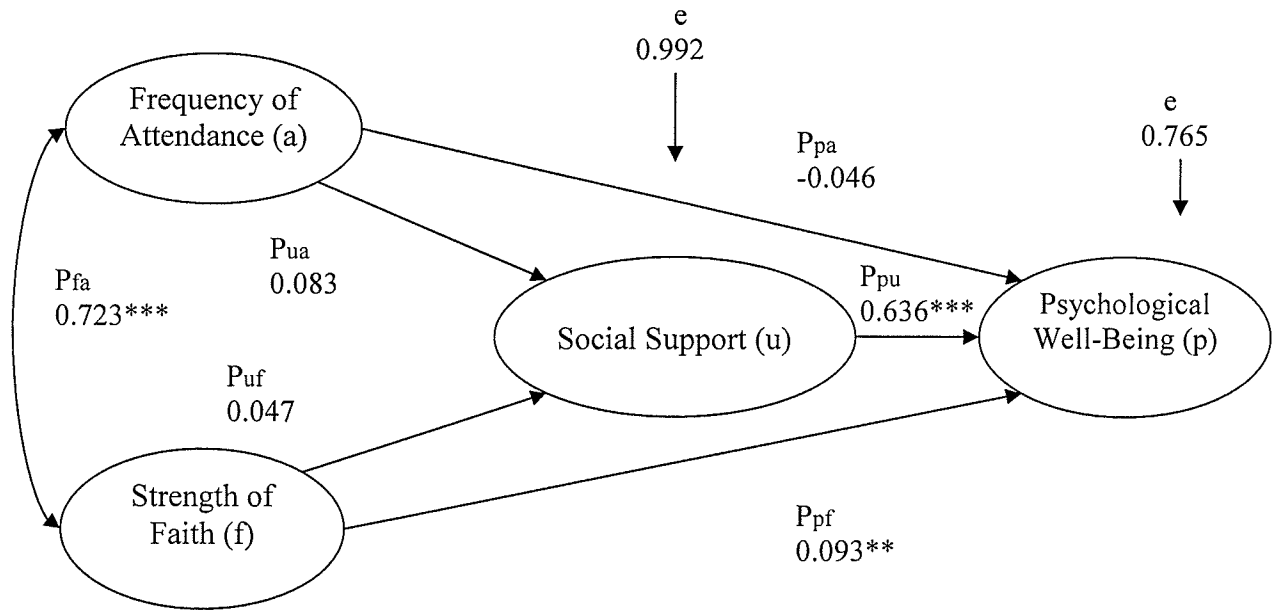 e
0.992
Frequency of
Attendance (a)
e
0.765
Ppa
-0.046
Pua
0.083
Pfa
0.723***
Ppu
0.636***
Psychological
Well-Being (p)
Social Support (u)
Puf
0.047
Strength of
Faith (f)
Ppf
0.093**